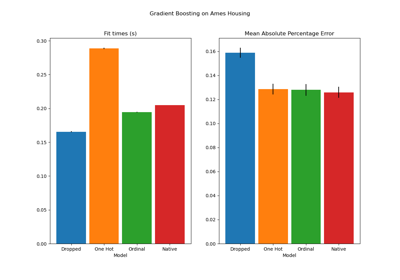 Gradient Boosting on Ames Housing
Fit times (s)
0.30
0.25
0.20
0.15
0.10
0.05
0.00
Dropped One Hot Ordinal Native
Model
Mean Absolute Percentage Error
0.16
0.14
0.12
0.10
0.08
0.06
0.04
0.02
0.00
Dropped One Hot Ordinal Native
Model